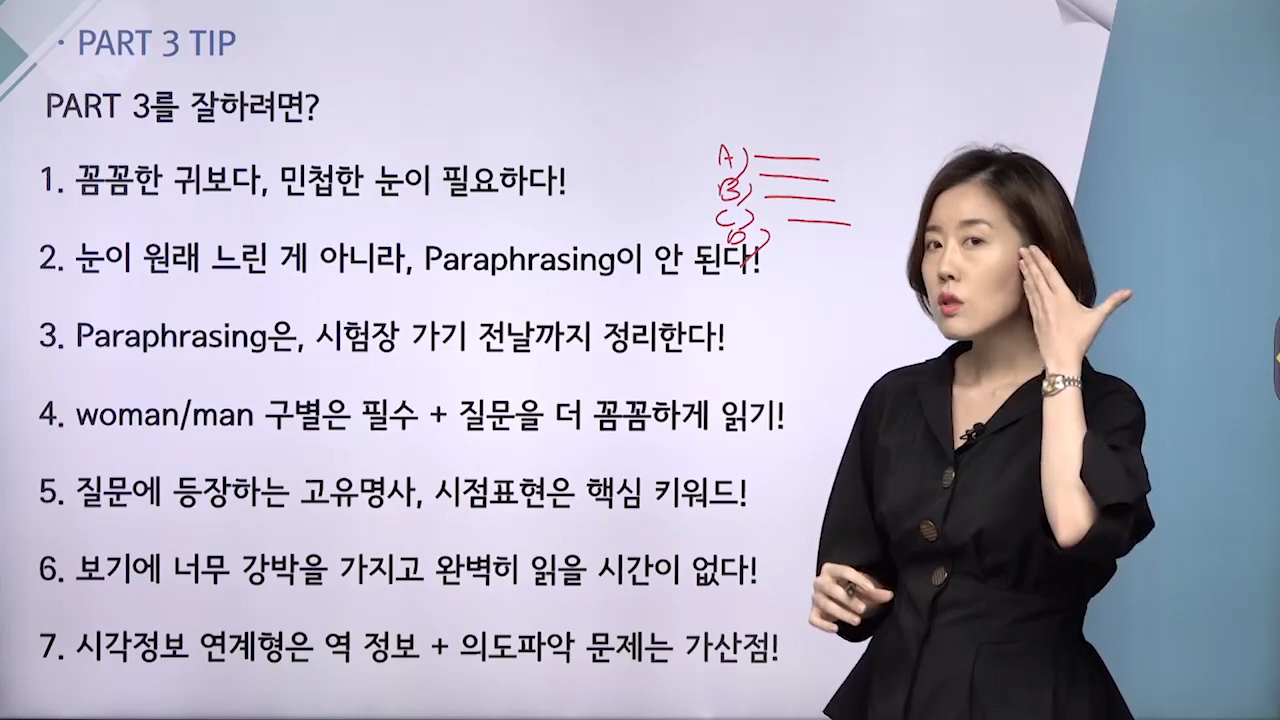 · PART 3 TIP
PART 3를 잘하려면?
1. 꼼꼼한 귀보다, 민첩한 눈이 필요하다!
A)
B)
C)
D)
2. 눈이 원래 느린 게 아니라, Paraphrasing이 안 된다!
3. Paraphrasing은, 시험장 가기 전날까지 정리한다!
4. woman/man 구별은 필수 + 질문을 더 꼼꼼하게 읽기!
5. 질문에 등장하는 고유명사, 시점표현은 핵심 키워드!
6. 보기에 너무 강박을 가지고 완벽히 읽을 시간이 없다!
7. 시각정보 연계형은 역 정보 + 의도파악 문제는 가산점!